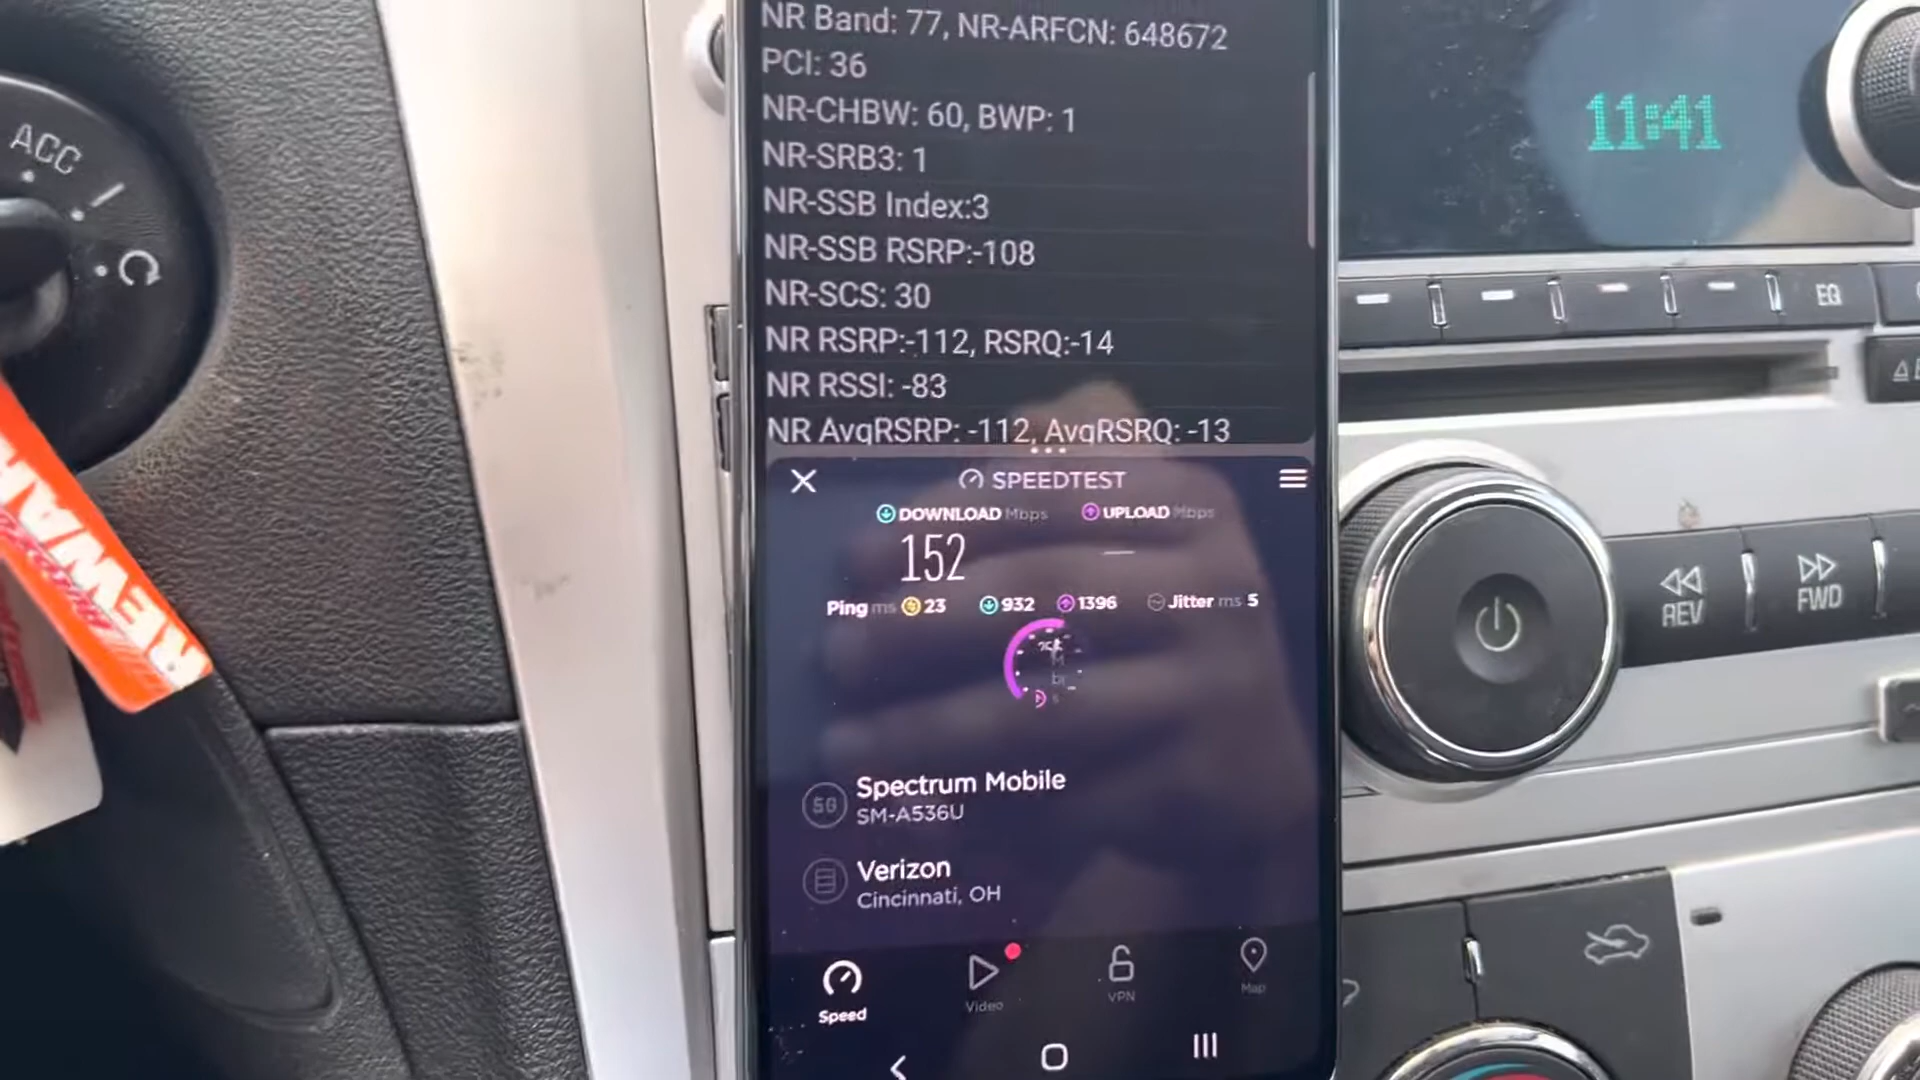 NR Band: 77, NR-ARFCN: 648672
PCI: 36
NR-CHBW: 60, BWP: 1
NR-SRB3: 1
NR-SSB Index:3
NR-SSB RSRP:-108
NR-SCS: 30
NR RSRP:-112, RSRQ:-14
NR RSSI: -83
NR AvgRSRP: -112, AvgRSRQ: -13
SPEEDTEST
DOWNLOAD Mbps UPLOAD Mbps
152
Ping ms 23 932 1396 Jitter ms 5
5G
Spectrum Mobile
SM-A536U
Verizon
Cincinnati, OH
Speed Video VPN Map
ACC
11:41
EQ
REV
FWD